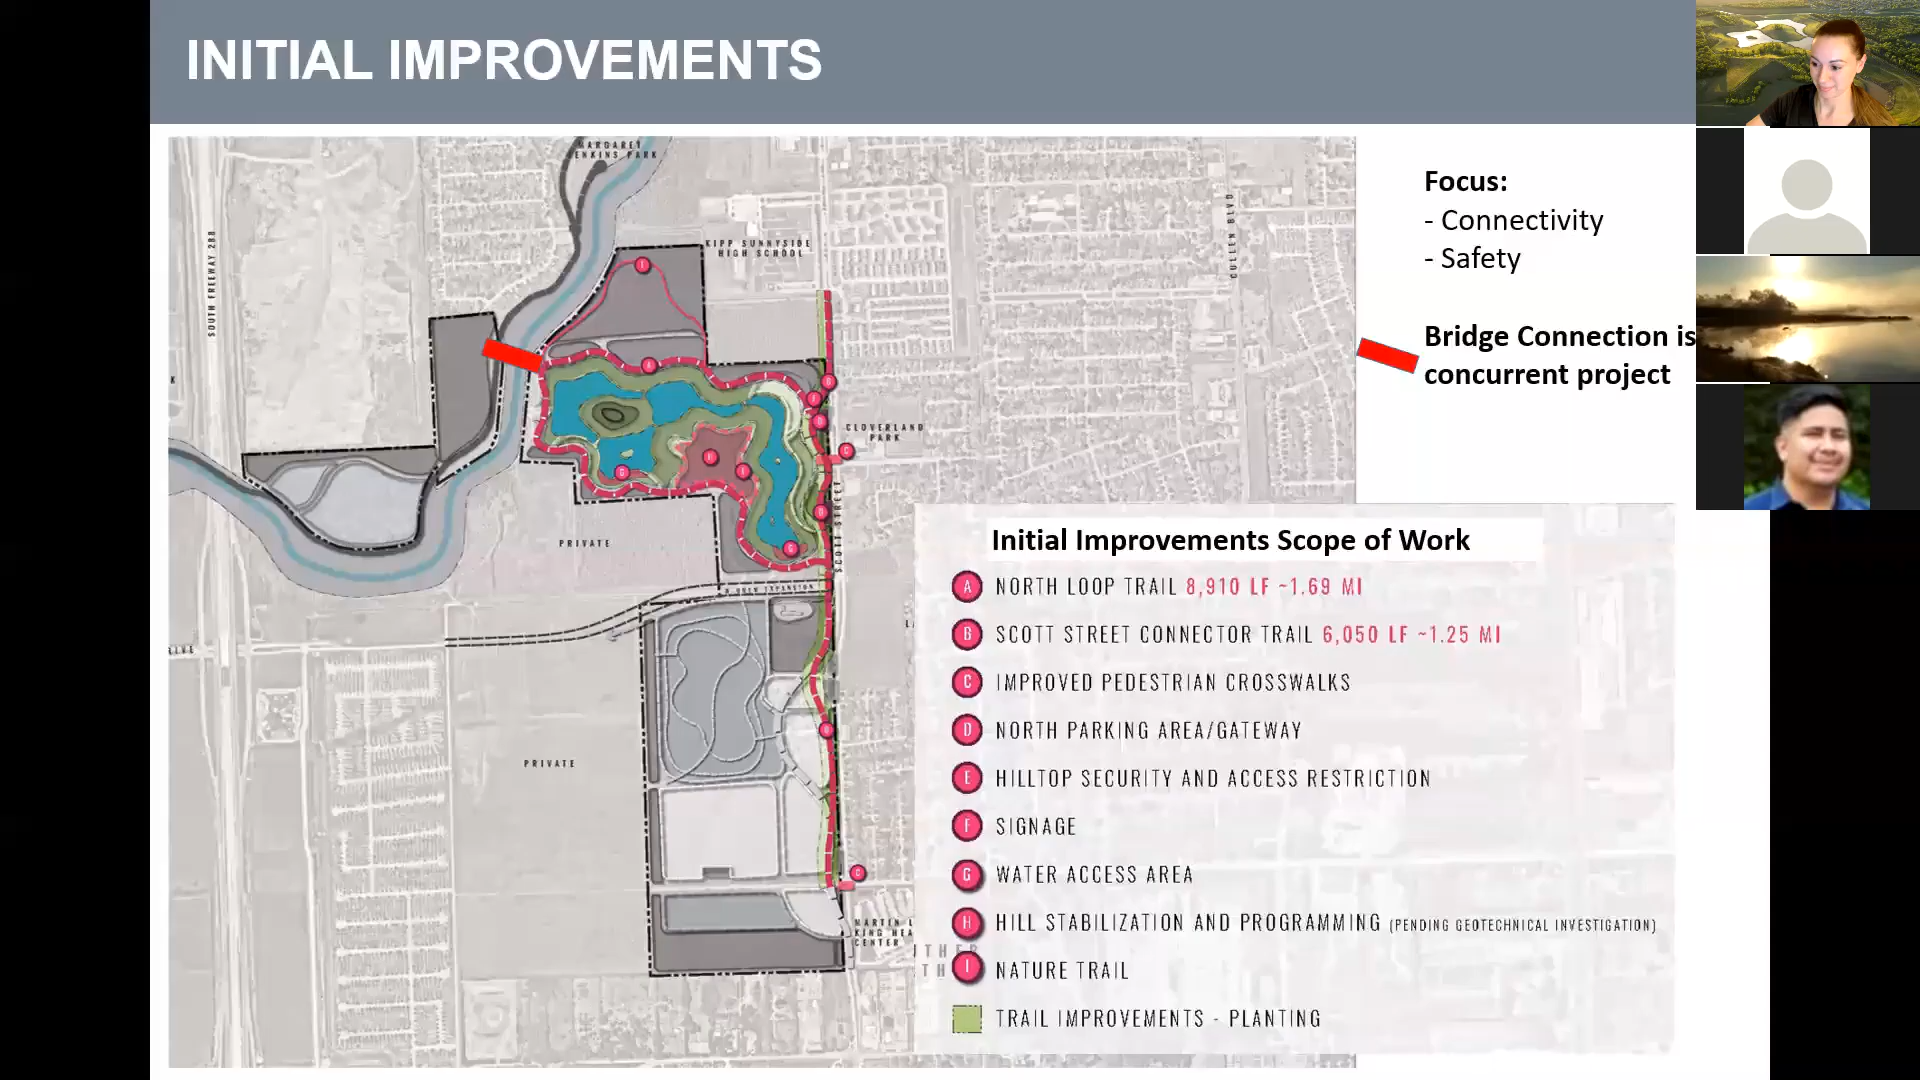 INITIAL IMPROVEMENTS
MARGARET
JENKINS PARK
SOUTH FREEWAY 288
KIPP SUNNYSIDE
HIGH SCHOOL
CULLEN BLVD
Focus:
- Connectivity
- Safety
Bridge Connection is
concurrent project
I
A
B
F
D
CLOVERLAND
PARK
C
H
E
G
D
G
SCOTT STREET
PRIVATE
PRIVATE
C
MARTIN L
KING HEA
CENTER
Initial Improvements Scope of Work
A NORTH LOOP TRAIL 8,910 LF ~1.69 MI
B SCOTT STREET CONNECTOR TRAIL 6,050 LF ~1.25 MI
C IMPROVED PEDESTRIAN CROSSWALKS
D NORTH PARKING AREA/GATEWAY
E HILLTOP SECURITY AND ACCESS RESTRICTION
F SIGNAGE
G WATER ACCESS AREA
H HILL STABILIZATION AND PROGRAMMING (PENDING GEOTECHNICAL INVESTIGATION)
I NATURE TRAIL
TRAIL IMPROVEMENTS - PLANTING